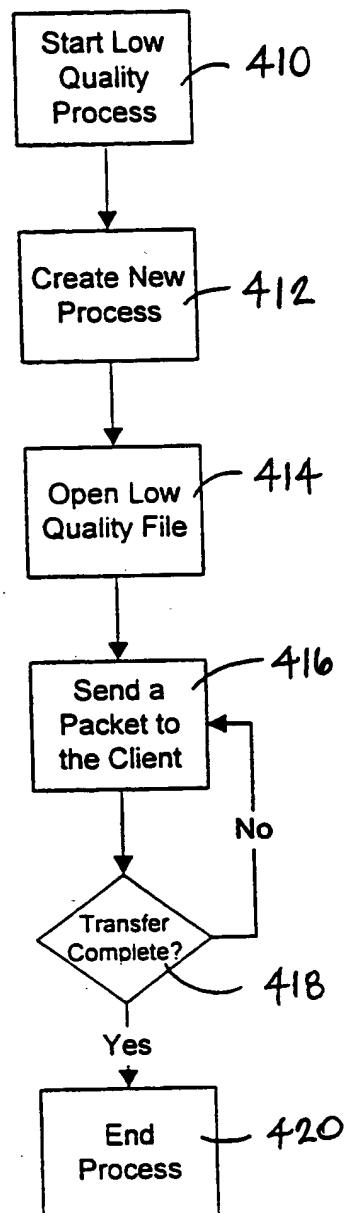 Start Low
Quality
Process
410
Create New
Process
412
Open Low
Quality File
414
Send a
Packet to
the Client
416
No
Transfer
Complete?
418
Yes
End
Process
420